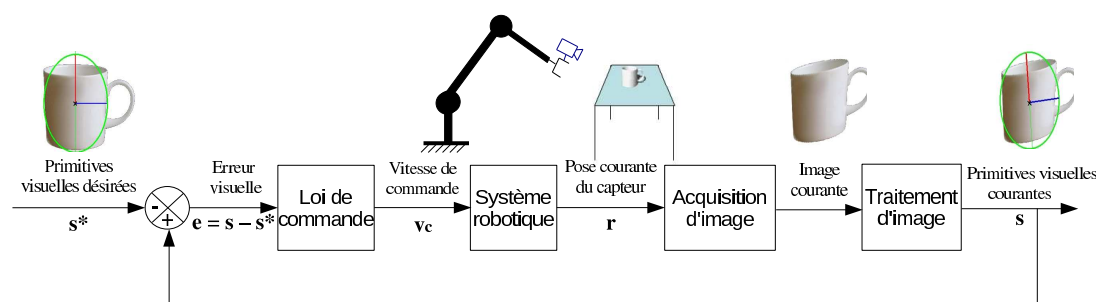 Primitives
visuelles désirées
s*
-
+
Erreur
visuelle
e = s – s*
Loi de
commande
Vitesse de
commande
vc
Système
robotique
Pose courante
du capteur
r
Acquisition
d'image
Image
courante
Traitement
d'image
Primitives visuelles
courantes
s